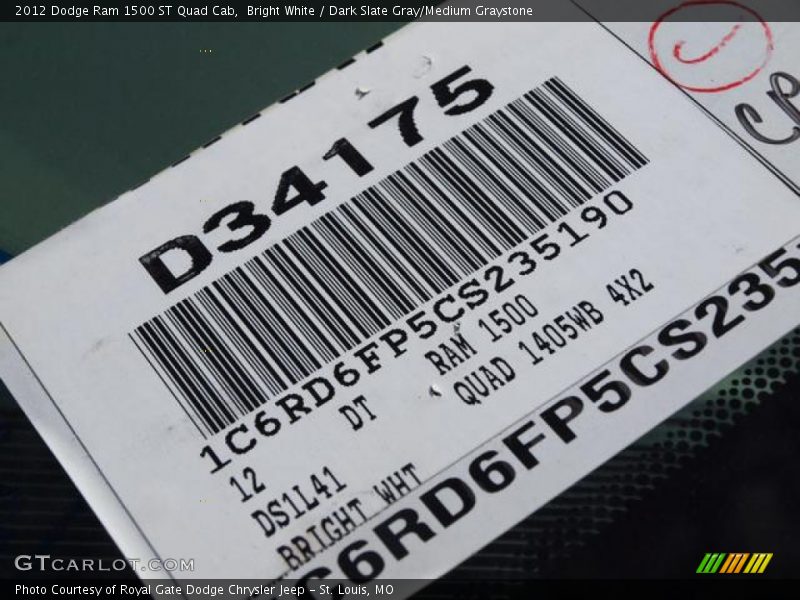 2012 Dodge Ram 1500 ST Quad Cab,  Bright White / Dark Slate Gray/Medium Graystone
D34175
1C6RD6FP5CS235190
12 DT RAM 1500
QUAD 1405WB 4X2
DS1L41
BRIGHT WHT
C6RD6FP5CS235
GTCARLOT.COM
Photo Courtesy of Royal Gate Dodge Chrysler Jeep – St. Louis, MO